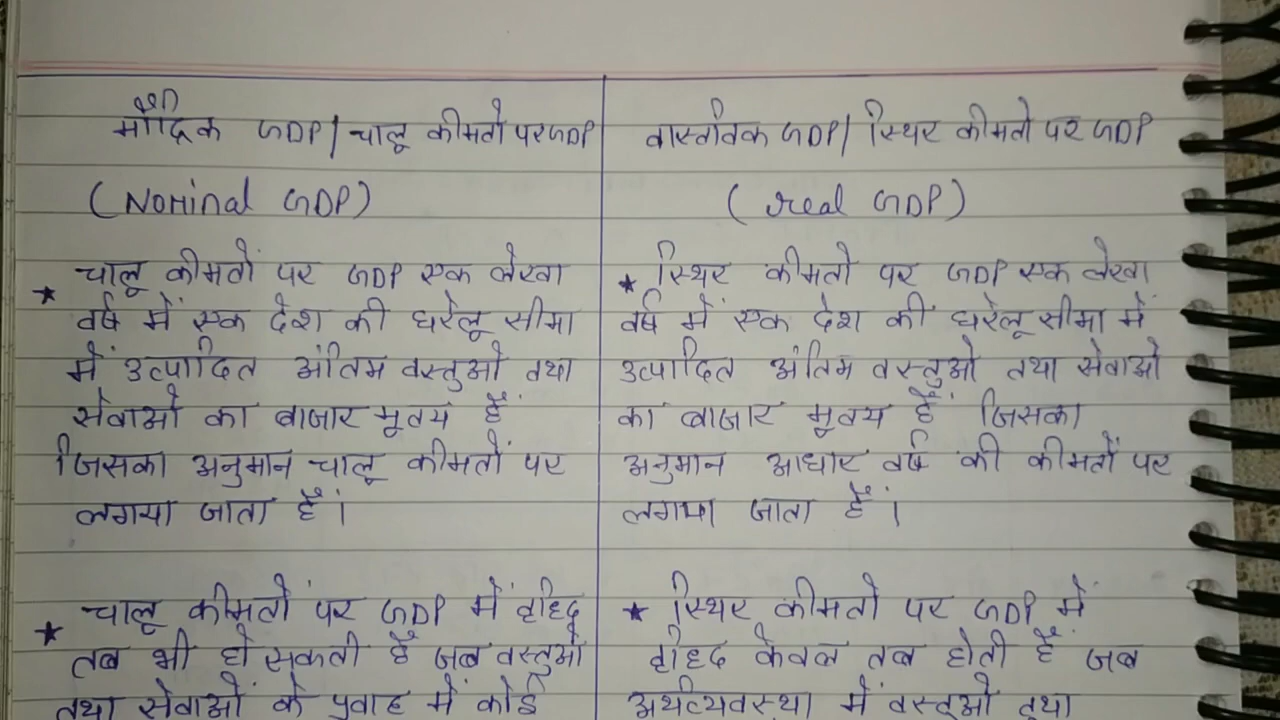 मौद्रिक GDP/चालू कीमतो पर GDP
(Nominal GDP)
★ चालू कीमतों पर GDP एक लेखा
वर्ष में एक देश की घरेलू सीमा
में उत्पादित अंतिम वस्तुओ तथा
सेवाओ का बाजार मूल्य हैं
जिसका अनुमान चालू कीमतों पर
लगाया जाता हैं।
★ चालू कीमतों पर GDP में वृध्दि
तब भी हो सकती हैं जब वस्तुओ
तथा सेवाओं के प्रवाह में कोई
वास्तविक GDP/ स्थिर कीमतो पर GDP
(real GDP)
★ स्थिर कीमतो पर GDP एक लेखा
वर्ष में एक देश की घरेलू सीमा में
उत्पादित अंतिम वस्तुओ तथा सेवाओ
का बाजार मूल्य हैं जिसका
अनुमान आधार वर्ष की कीमतों पर
लगाया जाता हैं।
★ स्थिर कीमतो पर GDP में
वृध्दि केवल तब होती हैं जब
अर्थव्यवस्था में वस्तुओ तथा